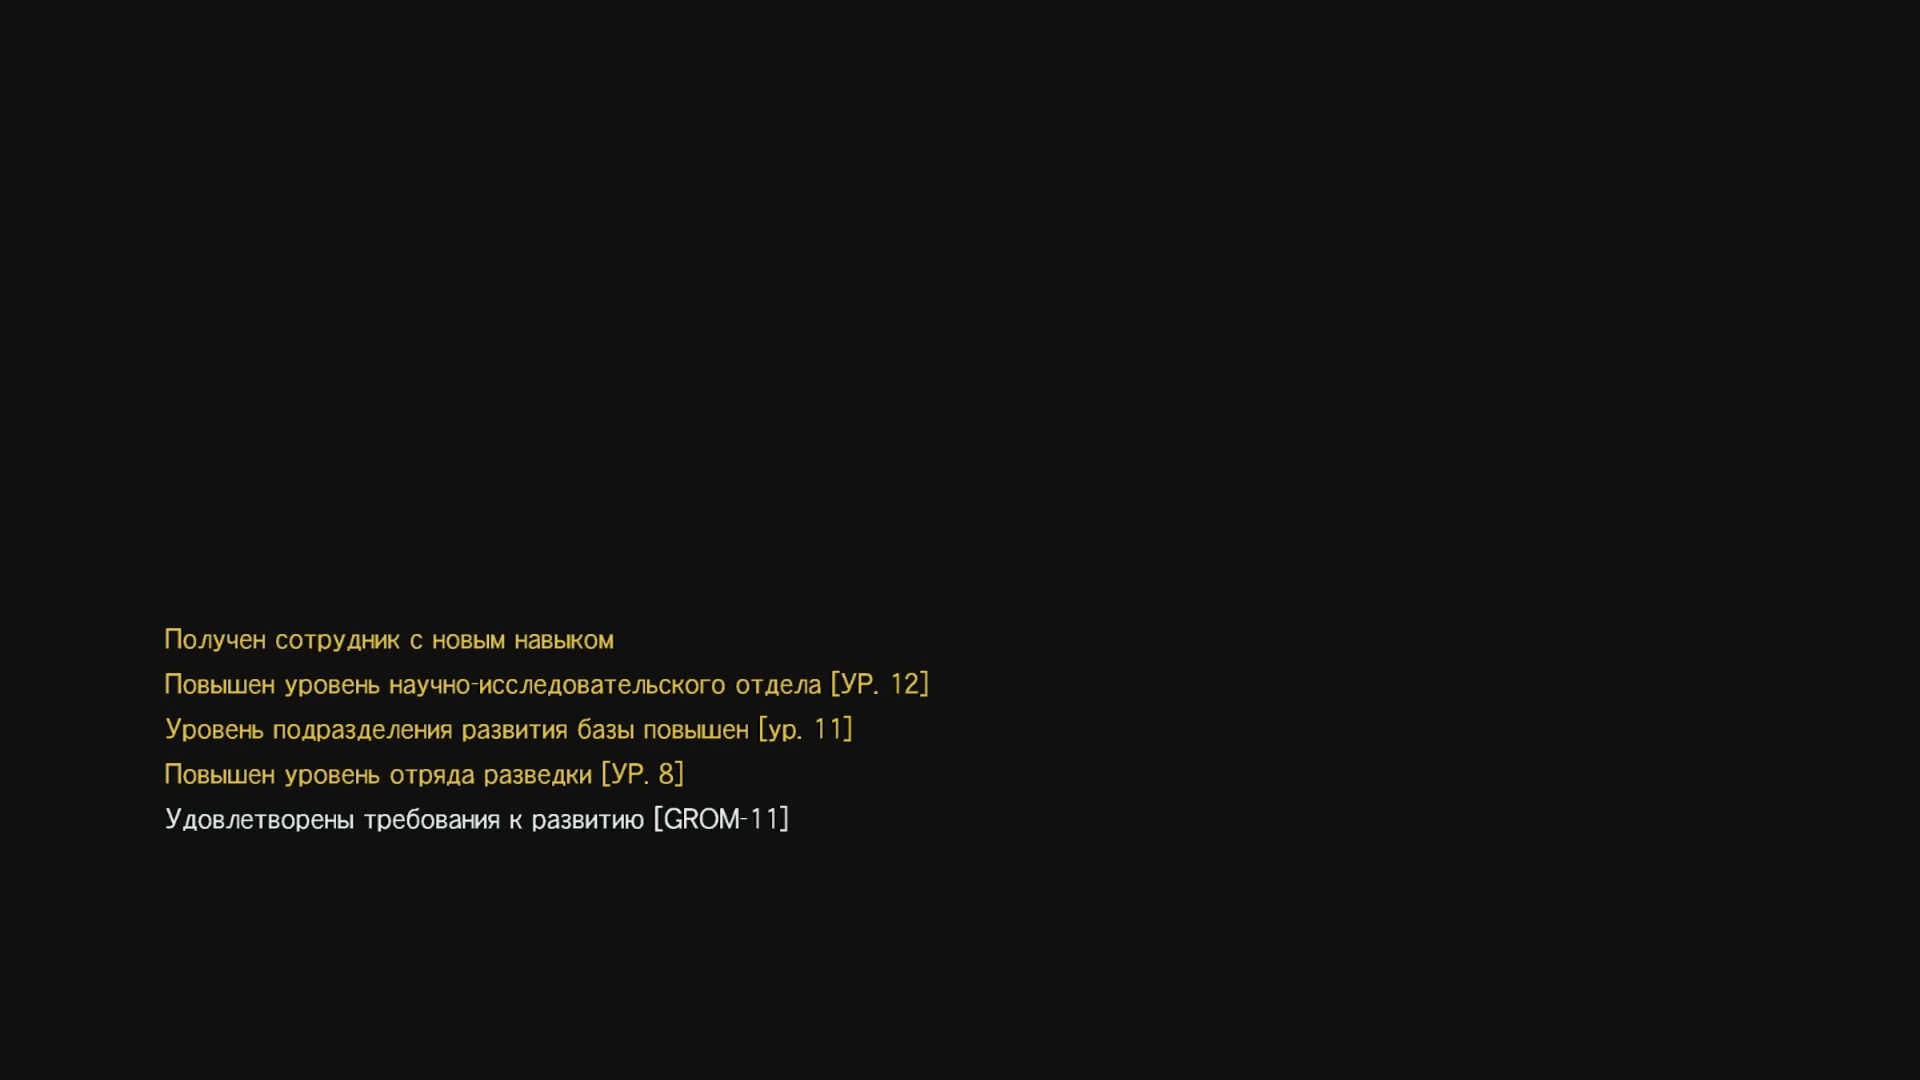 Получен сотрудник с новым навыком
Повышен уровень научно-исследовательского отдела [УР. 12]
Уровень подразделения развития базы повышен [ур. 11]
Повышен уровень отряда разведки [УР. 8]
Удовлетворены требования к развитию [GROM-11]